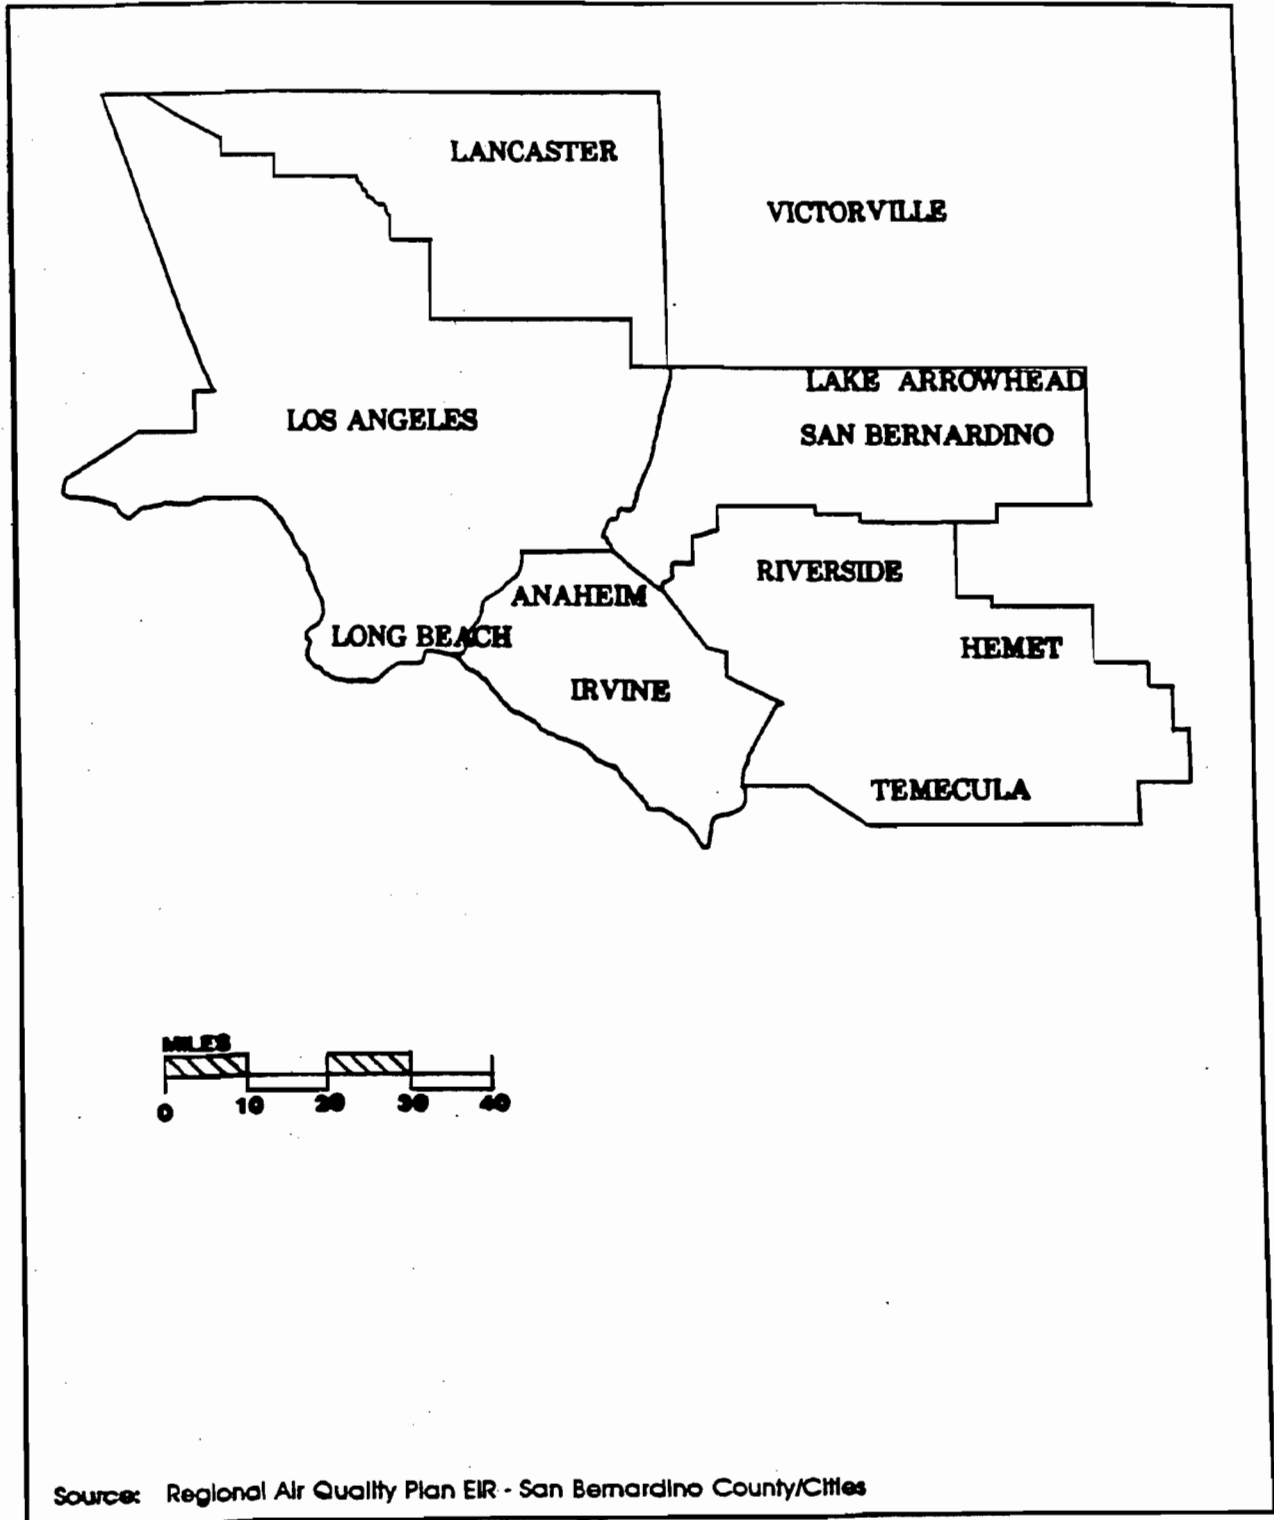 LANCASTER
VICTORVILLE
LAKE ARROWHEAD
LOS ANGELES
SAN BERNARDINO
RIVERSIDE
ANAHEIM
LONG BEACH
HEMET
IRVINE
TEMECULA
MILES
0 10 20 30 40
Source: Regional Air Quality Plan EIR - San Bernardino County/Cities